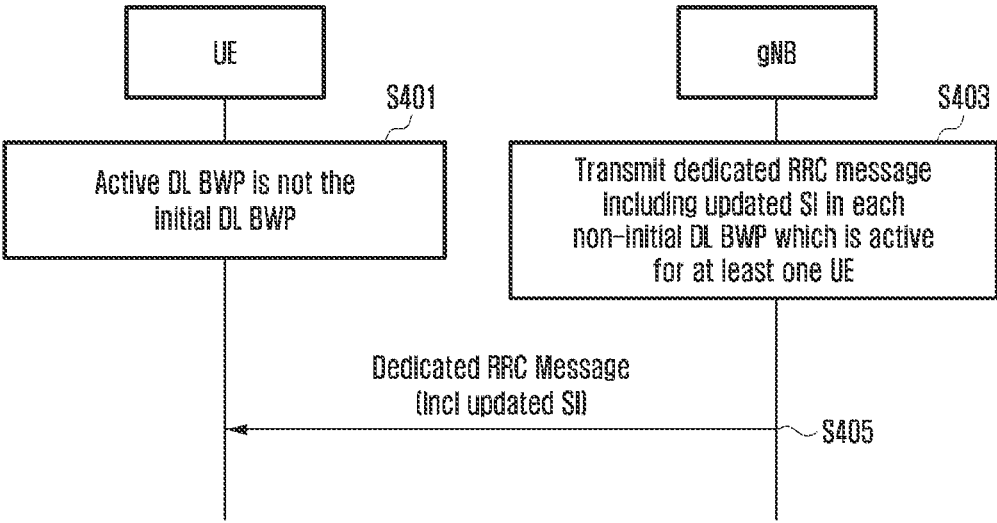 UE
gNB
S401
S403
Active DL BWP is not the
initial DL BWP
Transmit dedicated RRC message
including updated SI in each
non-initial DL BWP which is active
for at least one UE
Dedicated RRC Message
(Incl updated SI)
S405